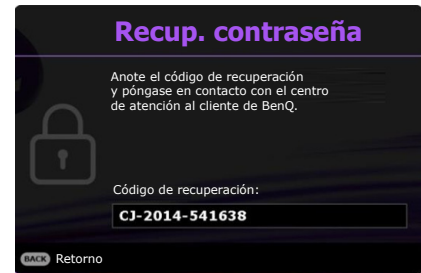 Recup. contraseña
Anote el código de recuperación
y póngase en contacto con el centro
de atención al cliente de BenQ.
Código de recuperación:
CJ-2014-541638
BACK Retorno